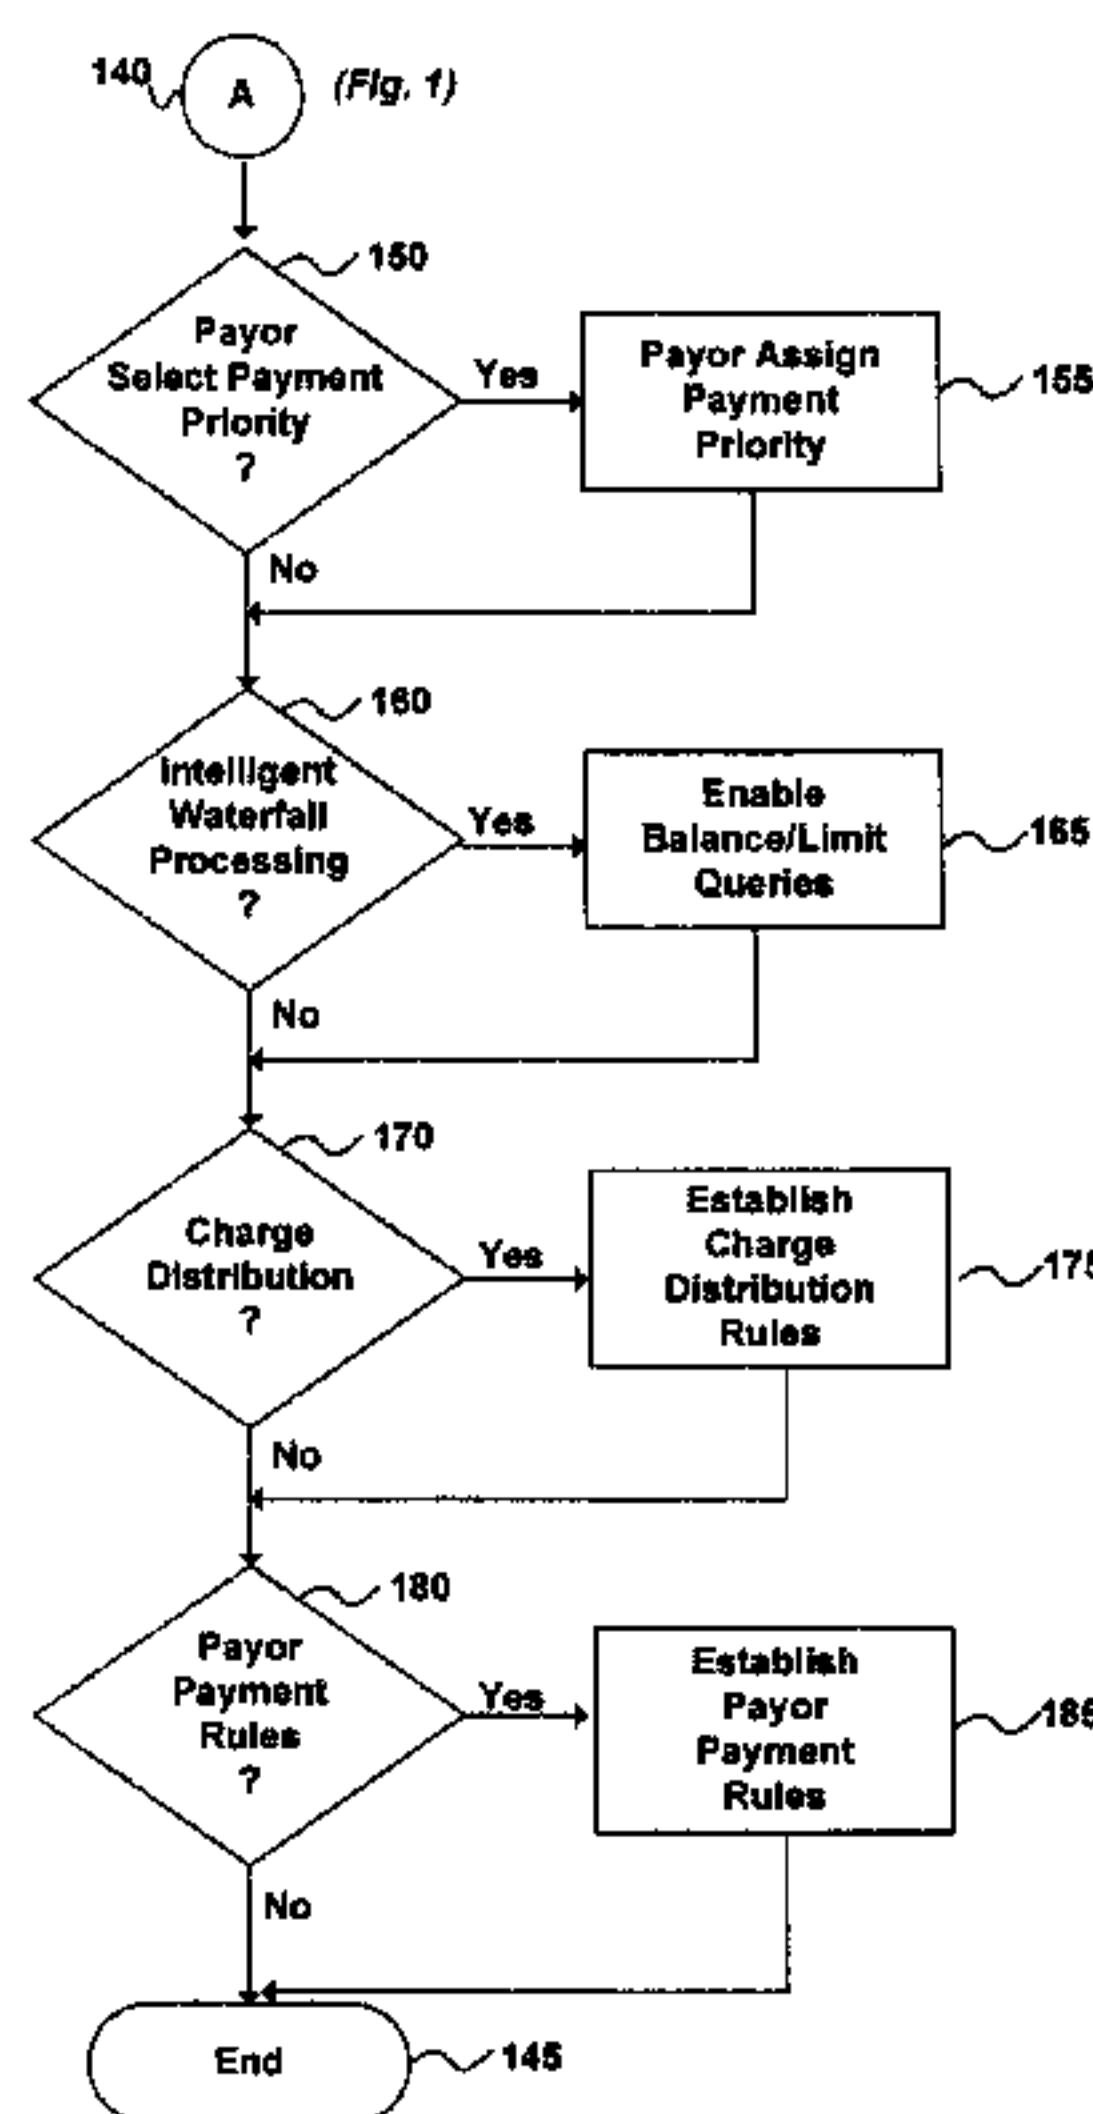 140
A
(Fig. 1)
150
Payor
Select Payment
Priority
?
Yes
Payor Assign
Payment
Priority
155
No
160
Intelligent
Waterfall
Processing
?
Yes
Enable
Balance/Limit
Queries
165
No
170
Charge
Distribution
?
Yes
Establish
Charge
Distribution
Rules
175
No
180
Payor
Payment
Rules
?
Yes
Establish
Payor
Payment
Rules
185
No
End
145